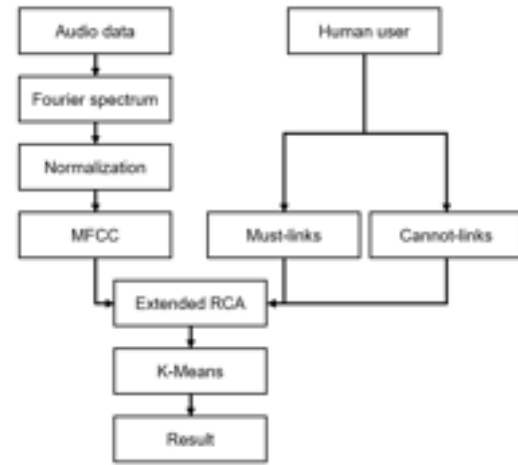 Audio data
Human user
Fourier spectrum
Normalization
MFCC
Must-links
Cannot-links
Extended RCA
K-Means
Result